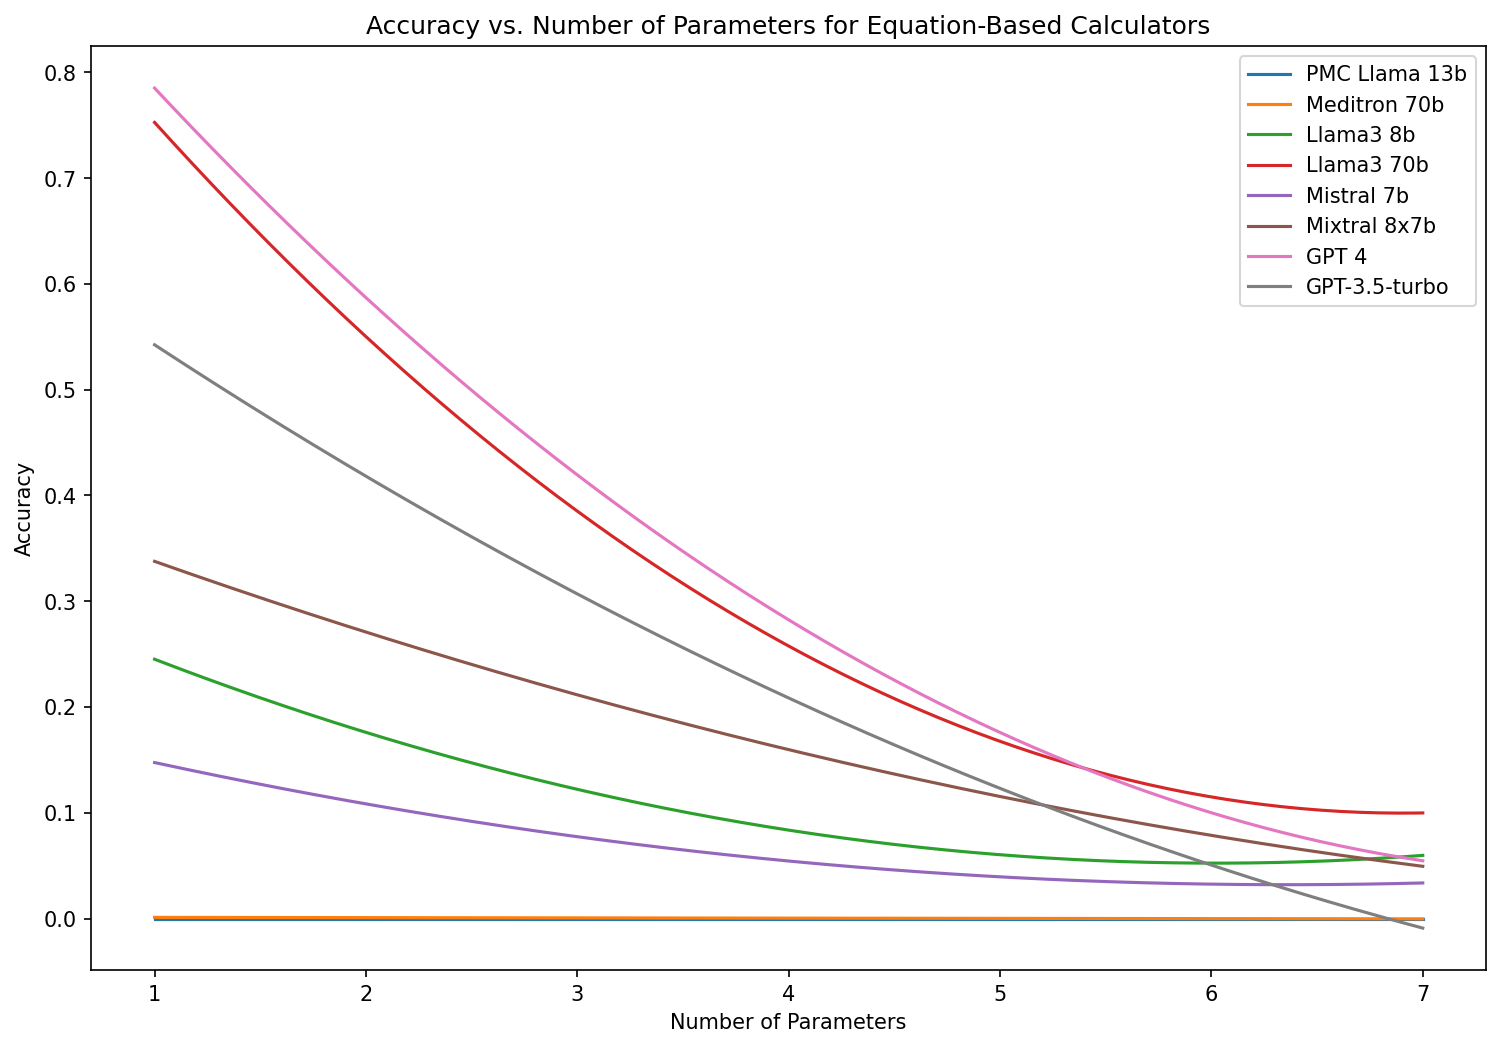 Accuracy vs. Number of Parameters for Equation-Based Calculators
0.8
0.7
0.6
0.5
0.4
0.3
0.2
0.1
0.0
Accuracy
PMC Llama 13b
Meditron 70b
Llama3 8b
Llama3 70b
Mistral 7b
Mixtral 8x7b
GPT 4
GPT-3.5-turbo
1 2 3 4 5 6 7
Number of Parameters